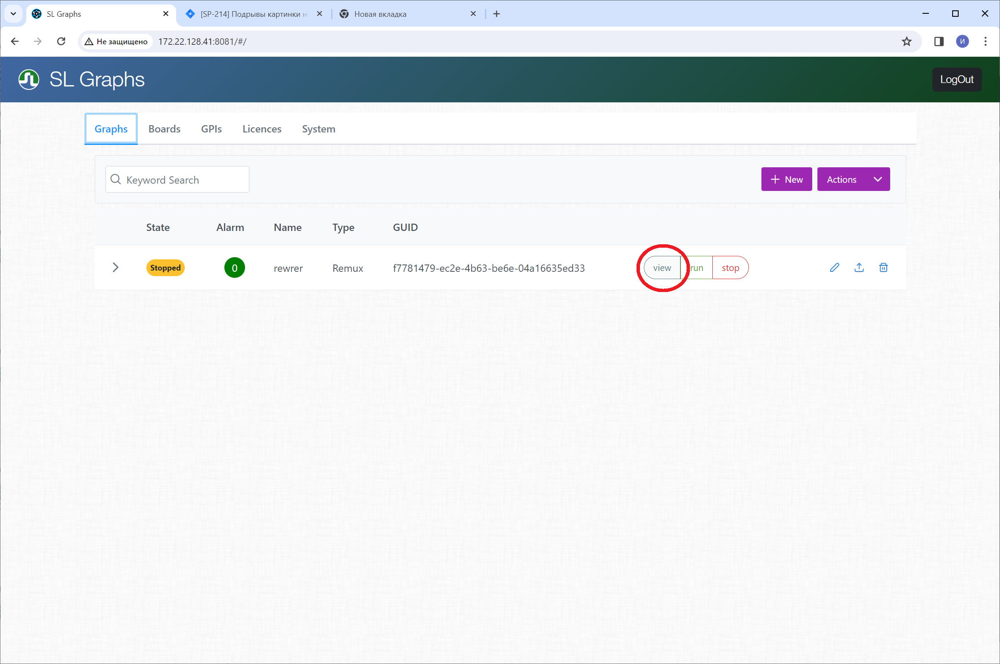 SL Graphs
[SP-214] Подрывы картинки
Новая вкладка
Не защищено
172.22.128.41:8081/#/
И
SL Graphs
LogOut
Graphs Boards GPIs Licences System
Keyword Search
New
Actions
State Alarm Name Type GUID
Stopped 0 rewrer Remux f7781479-ec2e-4b63-be6e-04a16635ed33 view run stop